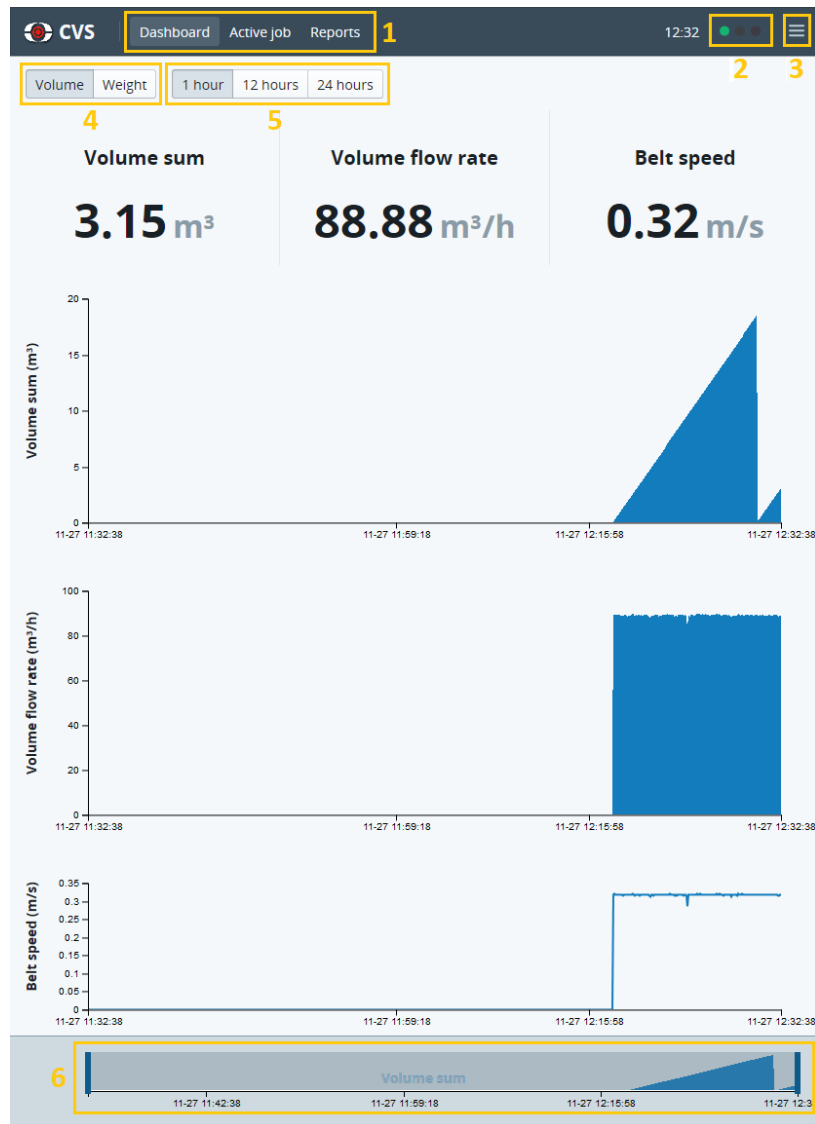 CVS Dashboard Active job Reports 1 12:32
2 3
Volume Weight 1 hour 12 hours 24 hours
4 5
Volume sum Volume flow rate Belt speed
3.15 m³ 88.88 m³/h 0.32 m/s
Volume sum (m³)
20
15
10
5
0
11-27 11:32:38 11-27 11:59:18 11-27 12:15:58 11-27 12:32:38
Volume flow rate (m³/h)
100
80
60
40
20
0
11-27 11:32:38 11-27 11:59:18 11-27 12:15:58 11-27 12:32:38
Belt speed (m/s)
0.35
0.3
0.25
0.2
0.15
0.1
0.05
0
11-27 11:32:38 11-27 11:59:18 11-27 12:15:58 11-27 12:32:38
6 Volume sum
11-27 11:42:38 11-27 11:59:18 11-27 12:15:58 11-27 12:3